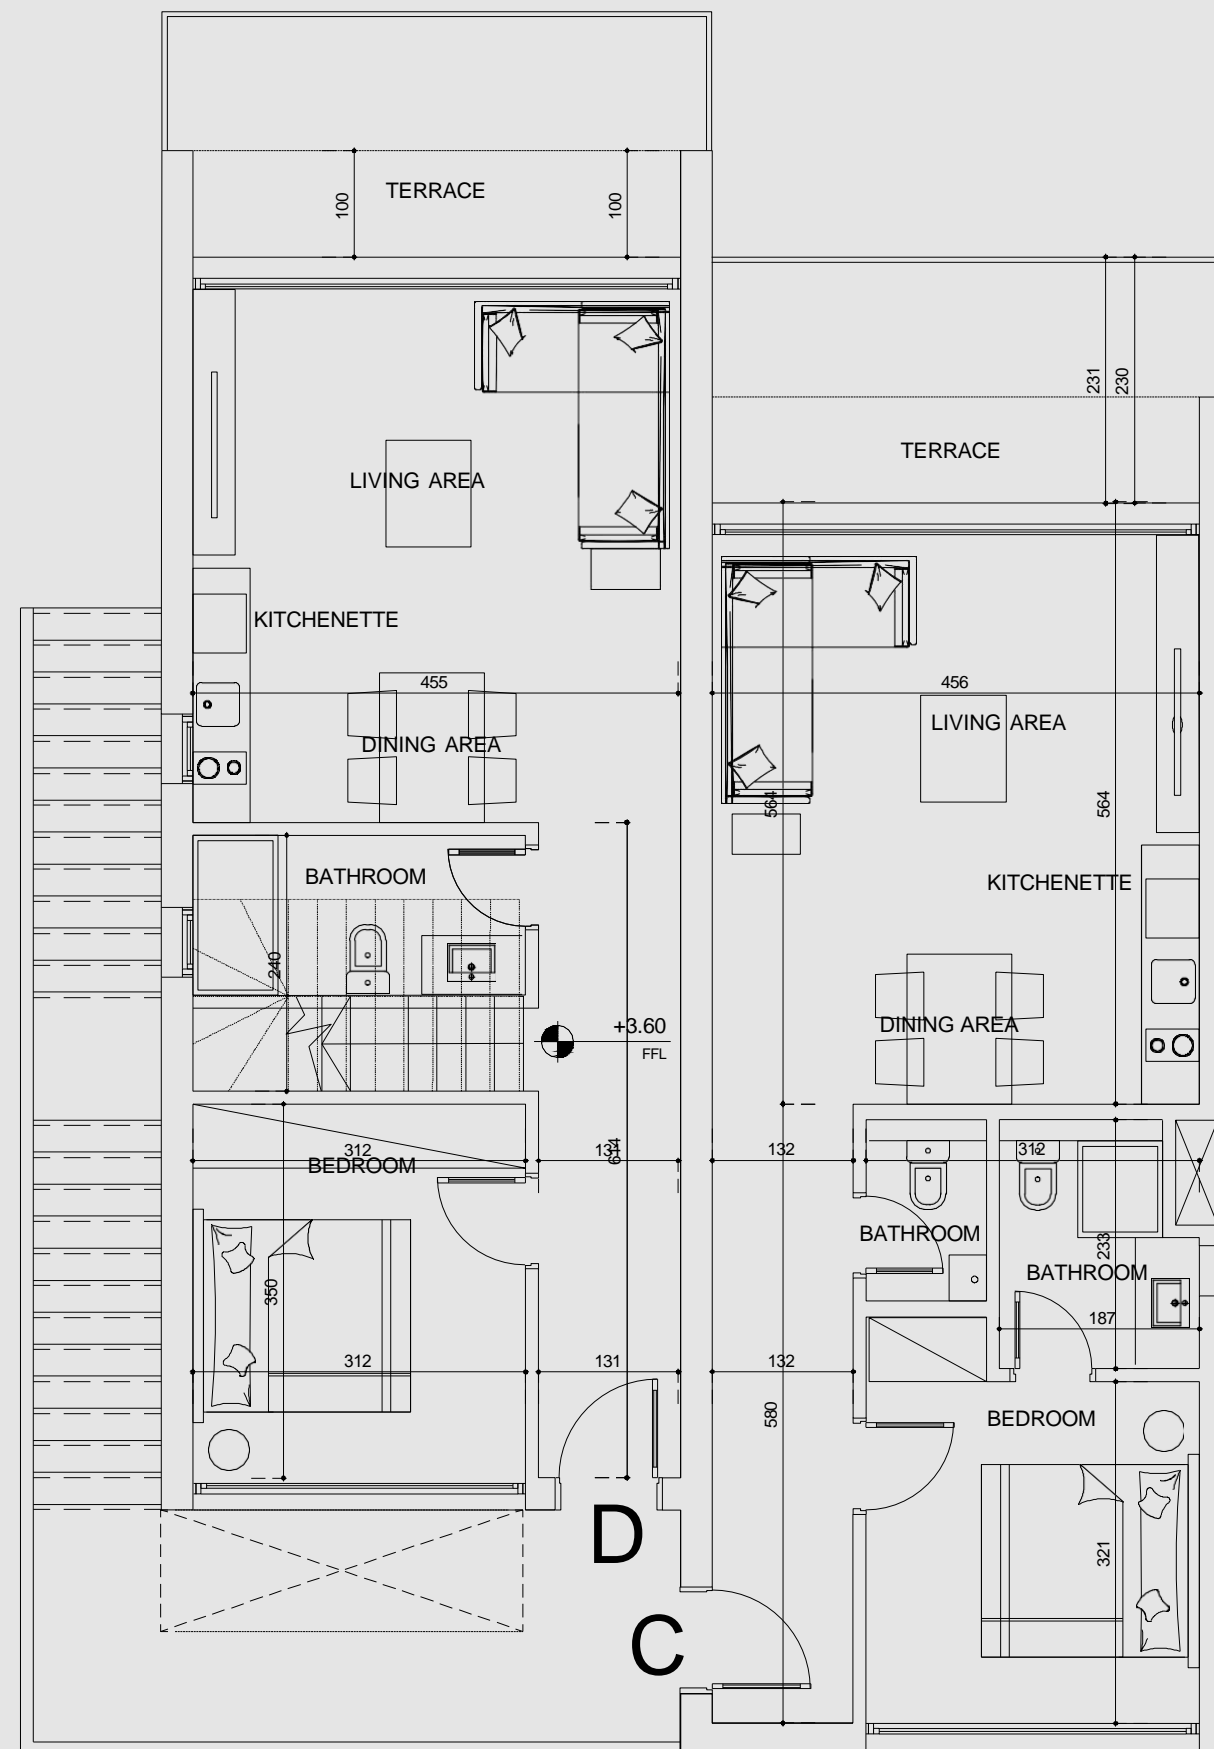 TERRACE
100
100
231
230
TERRACE
LIVING AREA
KITCHENETTE
455
456
LIVING AREA
DINING AREA
564
564
BATHROOM
KITCHENETTE
240
DINING AREA
+3.60
FFL
312
131
614
132
312
BEDROOM
BATHROOM
233
BATHROOM
350
187
312
131
132
580
BEDROOM
D
321
C